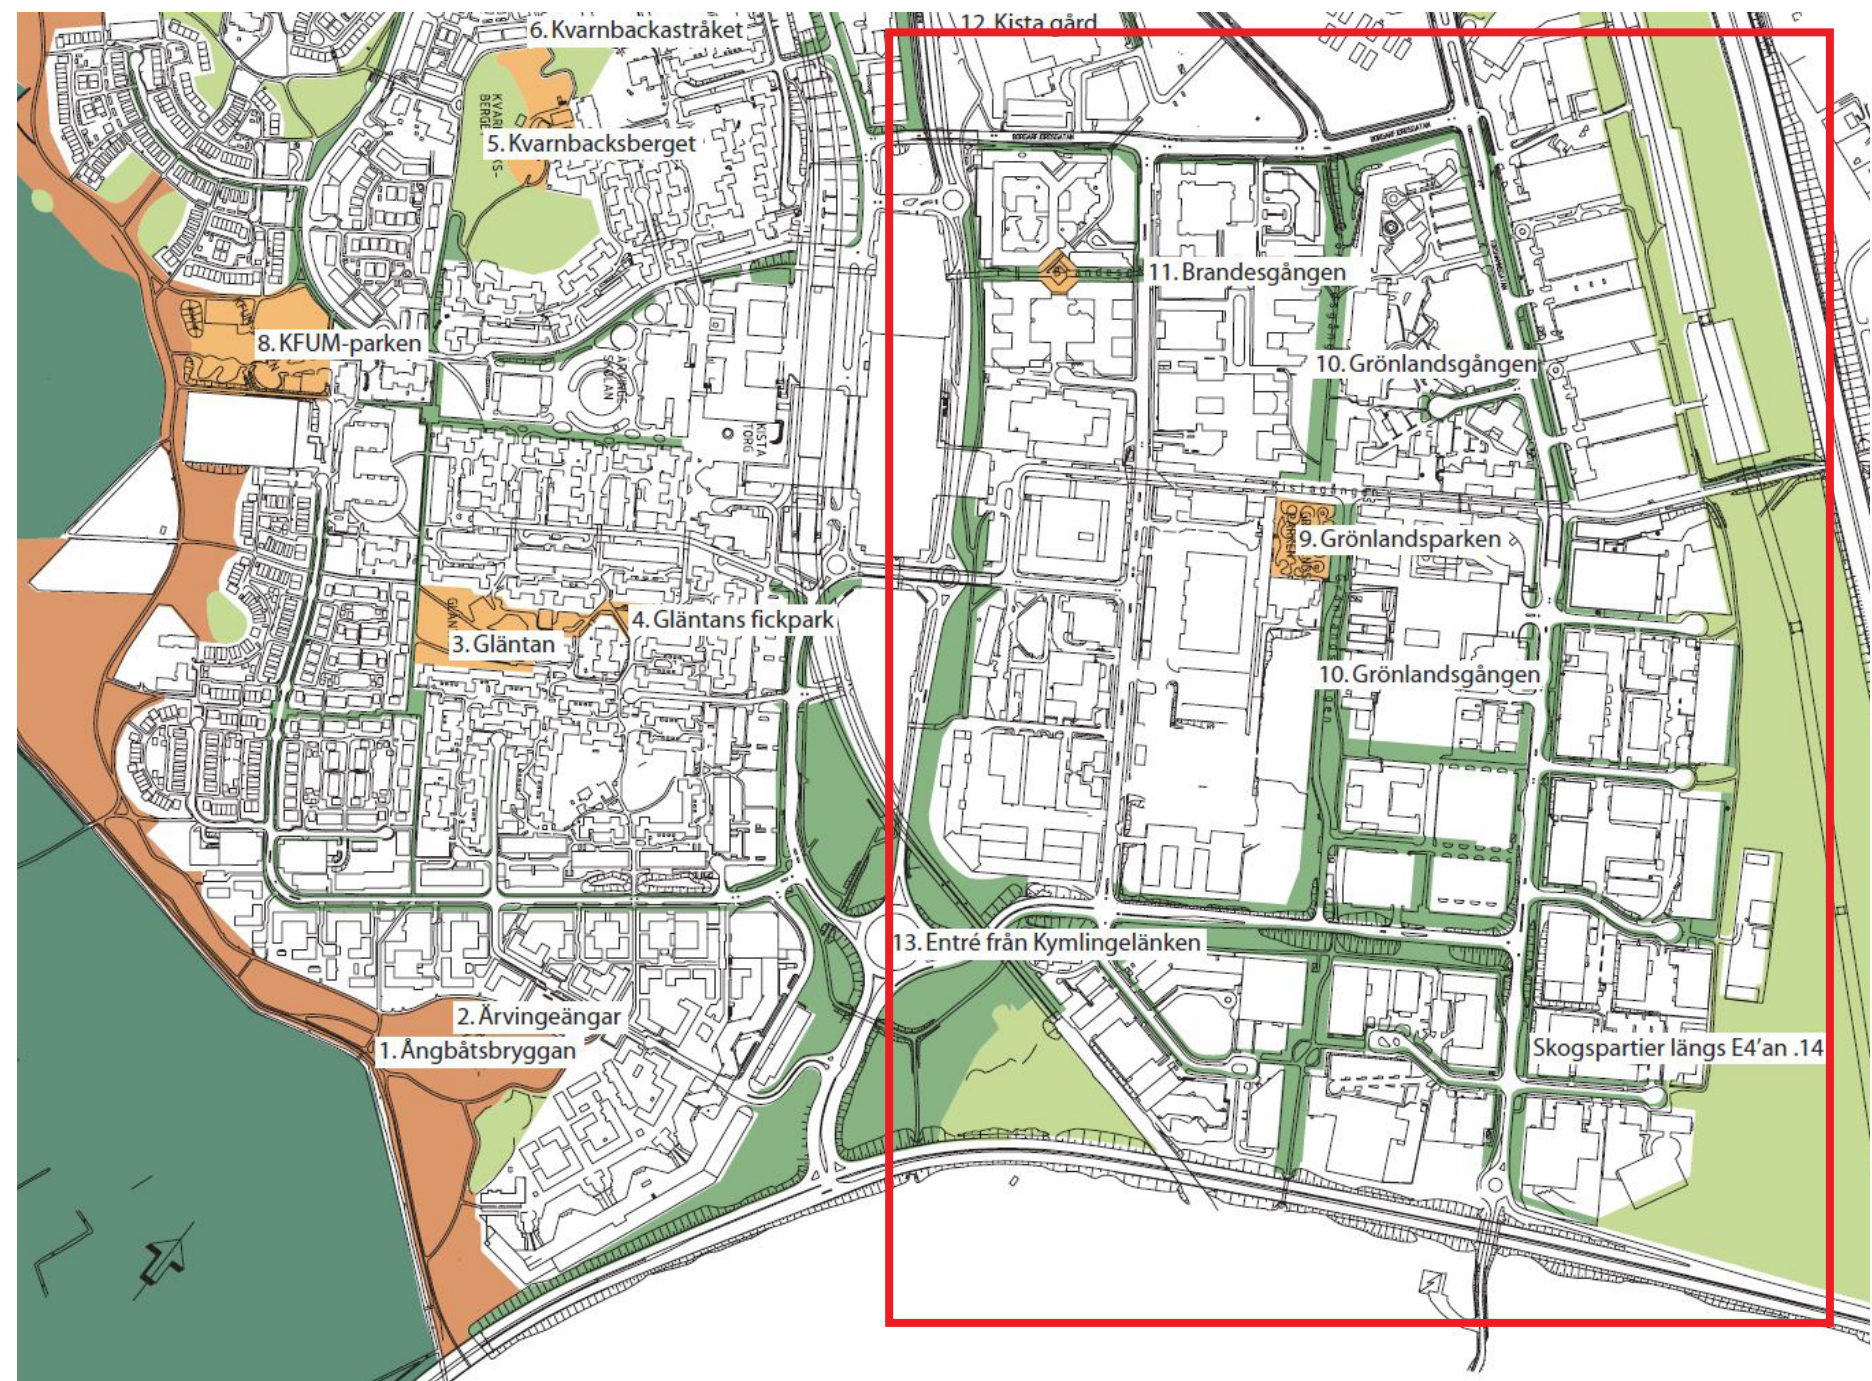 6. Kvarnbackastråket
12. Kista gård
BORGARFJORDSGATAN
BORGARFJORDSGATAN
5. Kvarnbacksberget
11. Brandesgången
8. KFUM-parken
10. Grönlandsgången
KISTA
TORG
9. Grönlandsparken
4. Gläntans fickpark
3. Gläntan
10. Grönlandsgången
13. Entré från Kymlingelänken
2. Ärvingeängar
1. Ångbåtsbryggan
Skogspartier längs E4'an .14